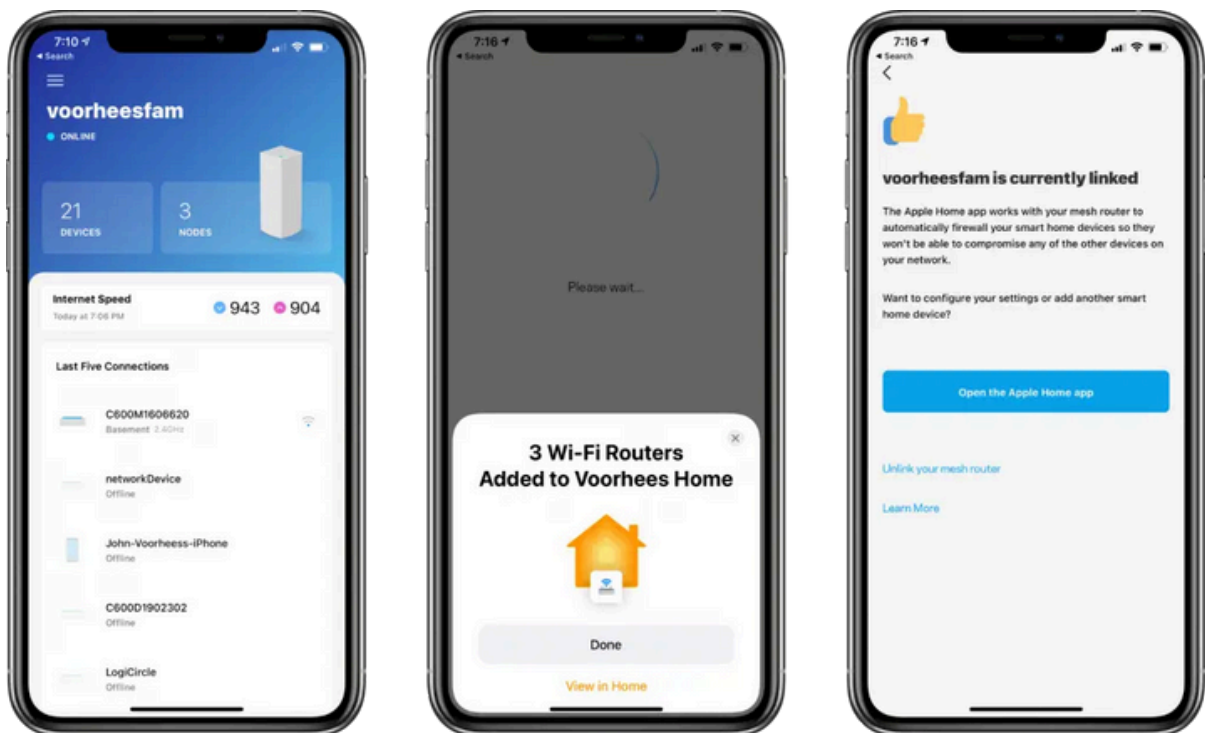 7:10
◄ Search
voorheesfam
ONLINE
21
DEVICES
3
NODES
Internet Speed
Today at 7:06 PM
943
904
Last Five Connections
C600M1606620
Basement 2.4GHz
networkDevice
Offline
John-Voorheess-iPhone
Offline
C600D1902302
Offline
LogiCircle
Offline
7:16
◄ Search
Please wait...
3 Wi-Fi Routers
Added to Voorhees Home
Done
View in Home
7:16
◄ Search
voorheesfam is currently linked
The Apple Home app works with your mesh router to
automatically firewall your smart home devices so they
won't be able to compromise any of the other devices on
your network.
Want to configure your settings or add another smart
home device?
Open the Apple Home app
Unlink your mesh router
Learn More